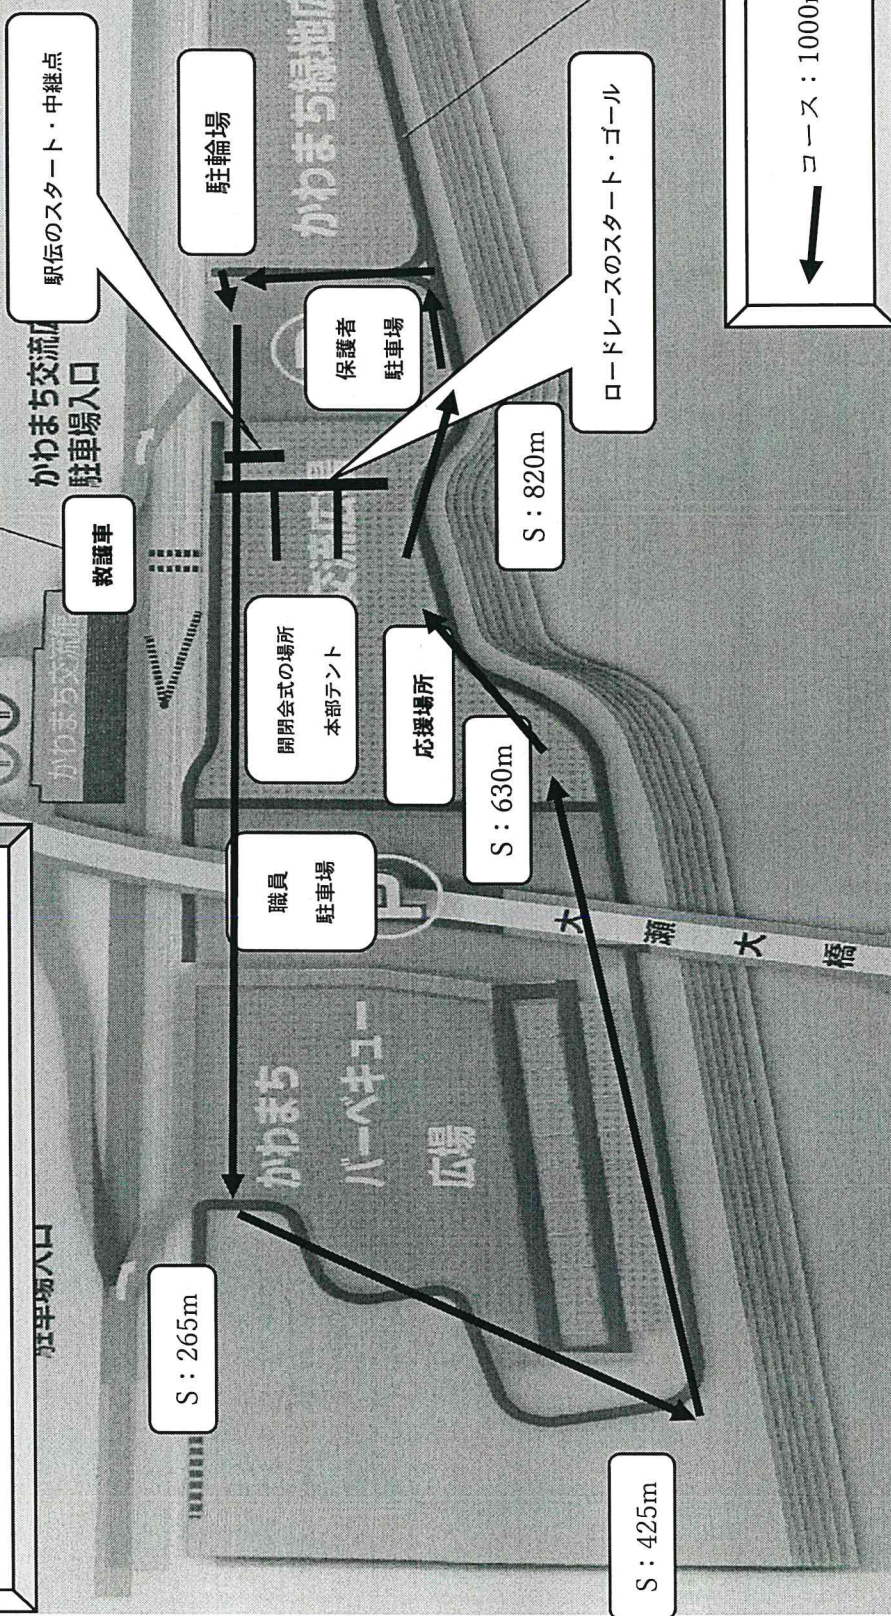 駅伝のスタート・中継点
駐輪場
かわまち緑地広
コース：1000m
ロードレースのスタート・ゴール
保護者
駐車場
かわまち交流広
駐車場入口
救護車
S：820m
交流広場
開閉会式の場所
本部テント
応援場所
かわまち交流
S：630m
職員
駐車場
P
大瀬大橋
かわまち
バーベキュー
広場
駐車場入口
S：265m
S：425m